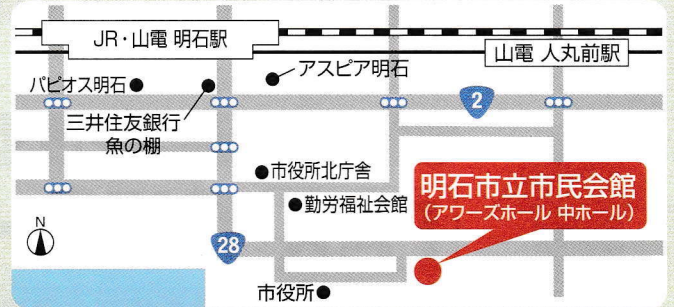 JR・山電 明石駅
山電 人丸前駅
アスピア明石
パピオス明石
2
三井住友銀行
魚の棚
市役所北庁舎
明石市立市民会館
(アワーズホール 中ホール)
勤労福祉会館
N
28
市役所